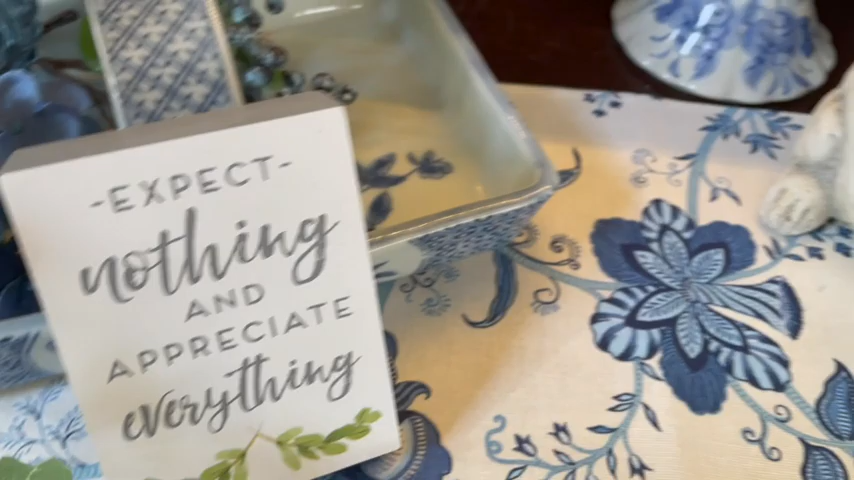 -EXPECT-
nothing
AND
APPRECIATE
everything